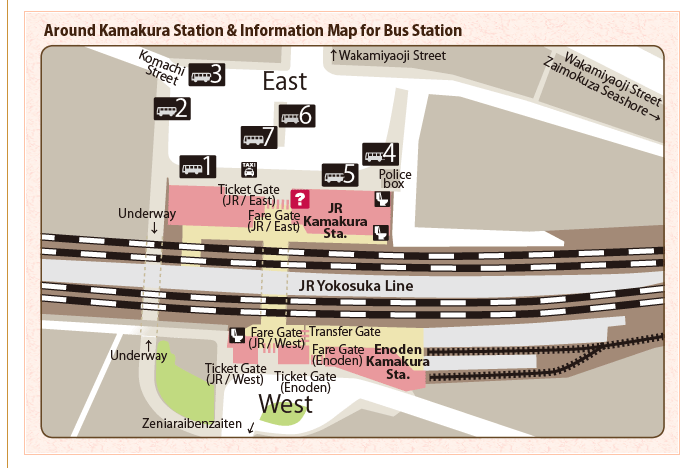 Around Kamakura Station & Information Map for Bus Station
Komachi
Street
↑Wakamiyaoji Street
Wakamiyaoji Street
Zaimokuza Seashore→
3
East
2
6
7
4
1
TAXI
5
Police
box
Ticket Gate
(JR / East)
?
Fare Gate
(JR / East)
JR
Kamakura
Sta.
Underway
↓
JR Yokosuka Line
↑
Underway
Fare Gate
(JR / West)
Transfer Gate
Fare Gate
(Enoden)
Enoden
Kamakura
Sta.
Ticket Gate
(JR / West)
Ticket Gate
(Enoden)
West
Zeniaraibenzaiten ↙